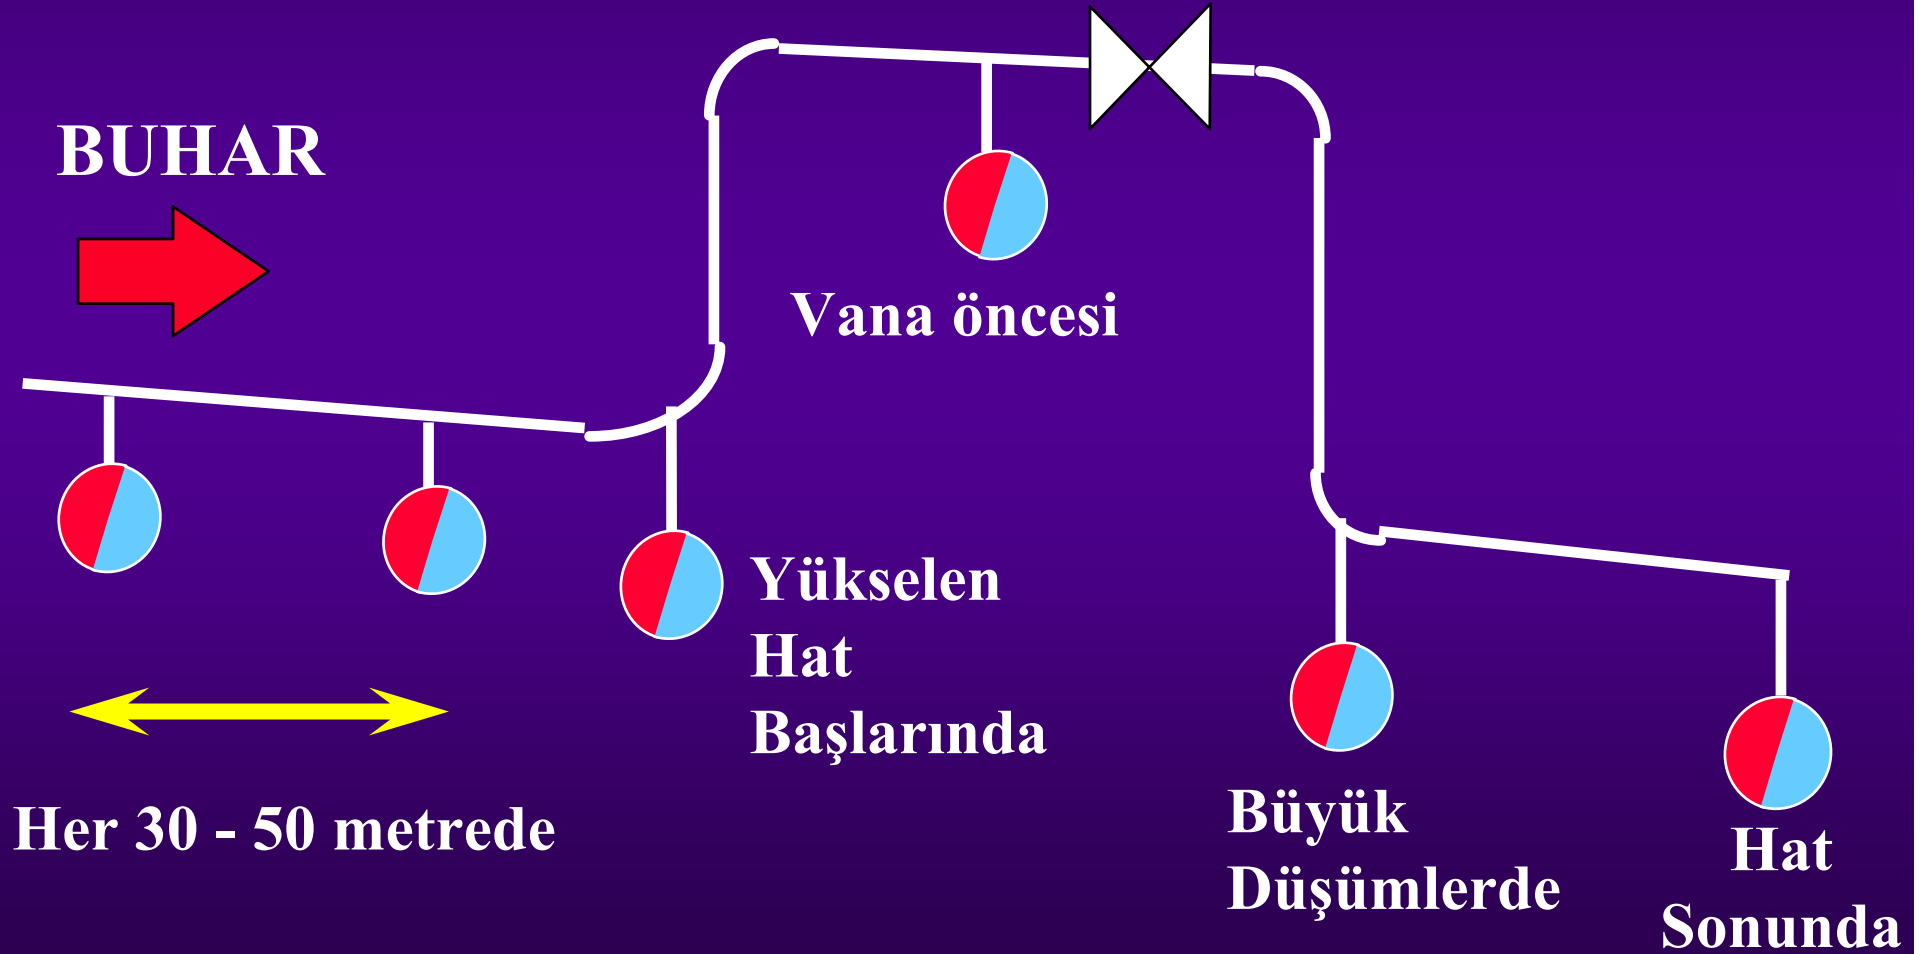 BUHAR
Vana öncesi
Yükselen
Hat
Başlarında
Her 30 - 50 metrede
Büyük
Düşümlerde
Hat
Sonunda